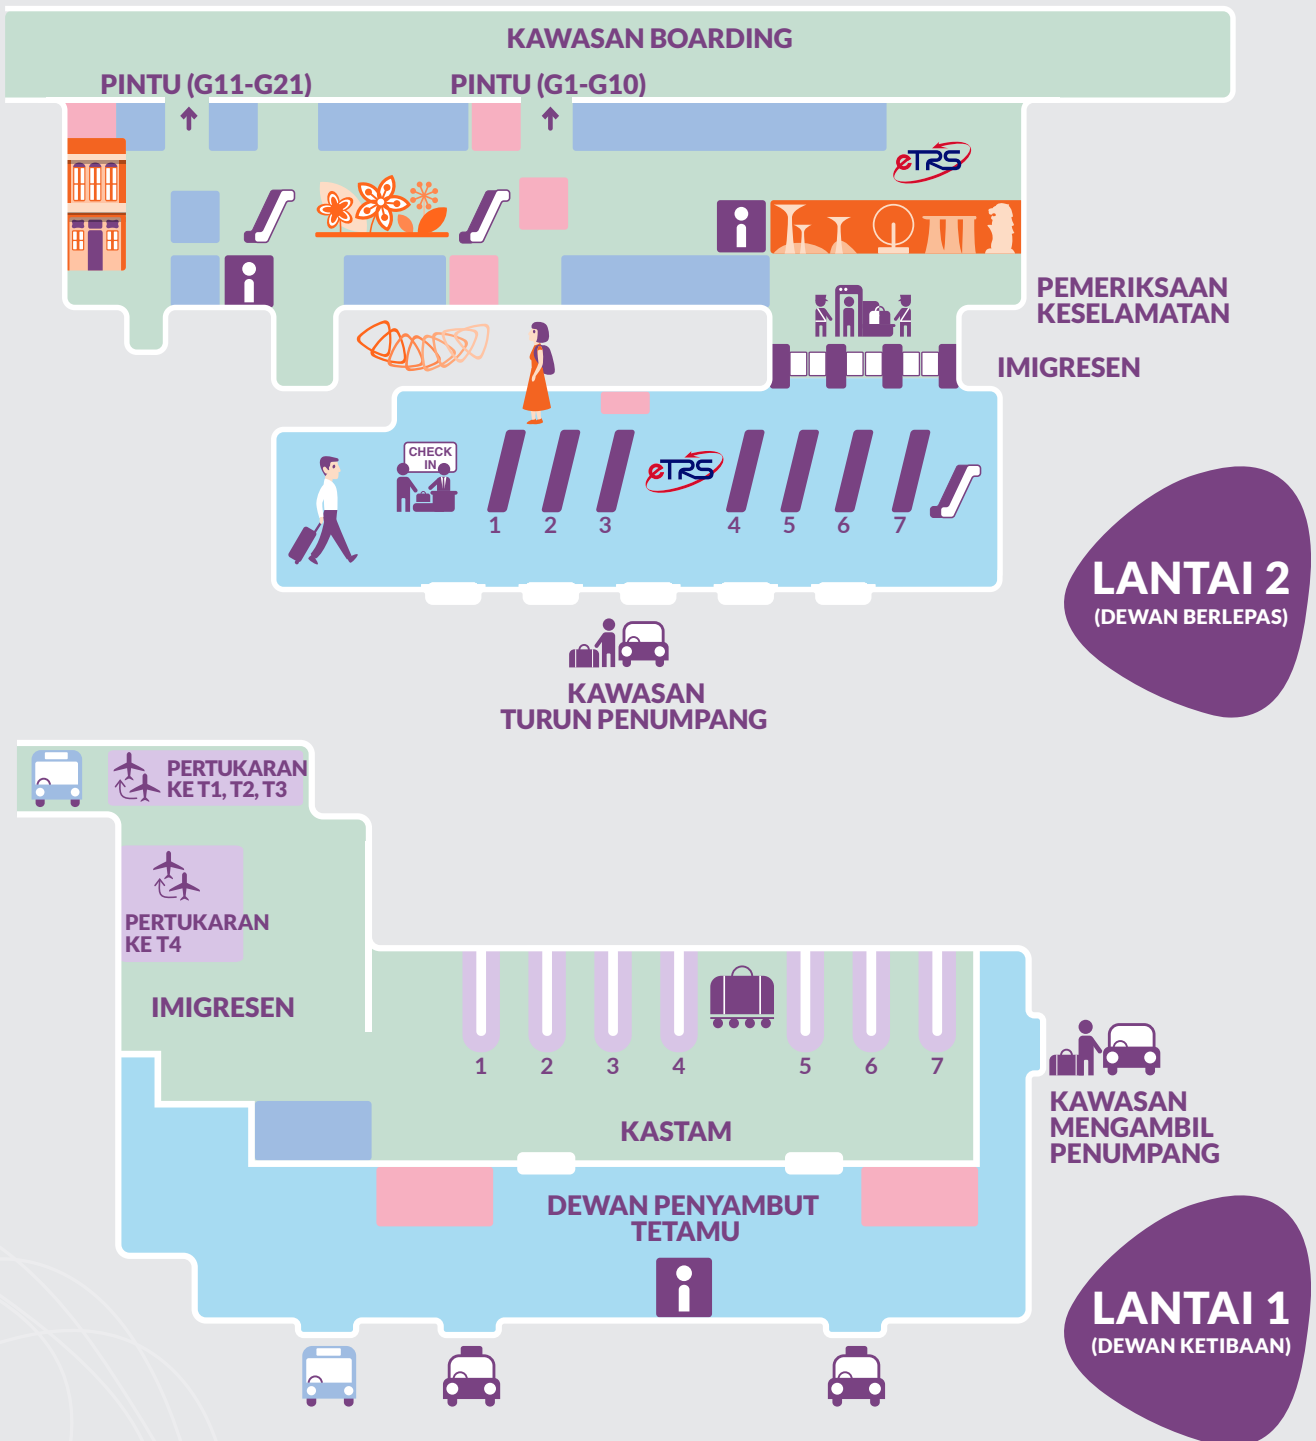 KAWASAN BOARDING
PINTU (G11-G21)
PINTU (G1-G10)
eTRS
PEMERIKSAAN
KESELAMATAN
IMIGRESEN
CHECK
IN
eTRS
1
2
3
4
5
6
7
LANTAI 2
(DEWAN BERLEPAS)
KAWASAN
TURUN PENUMPANG
PERTUKARAN
KE T1, T2, T3
PERTUKARAN
KE T4
IMIGRESEN
1
2
3
4
5
6
7
KASTAM
KAWASAN
MENGAMBIL
PENUMPANG
DEWAN PENYAMBUT
TETAMU
LANTAI 1
(DEWAN KETIBAAN)